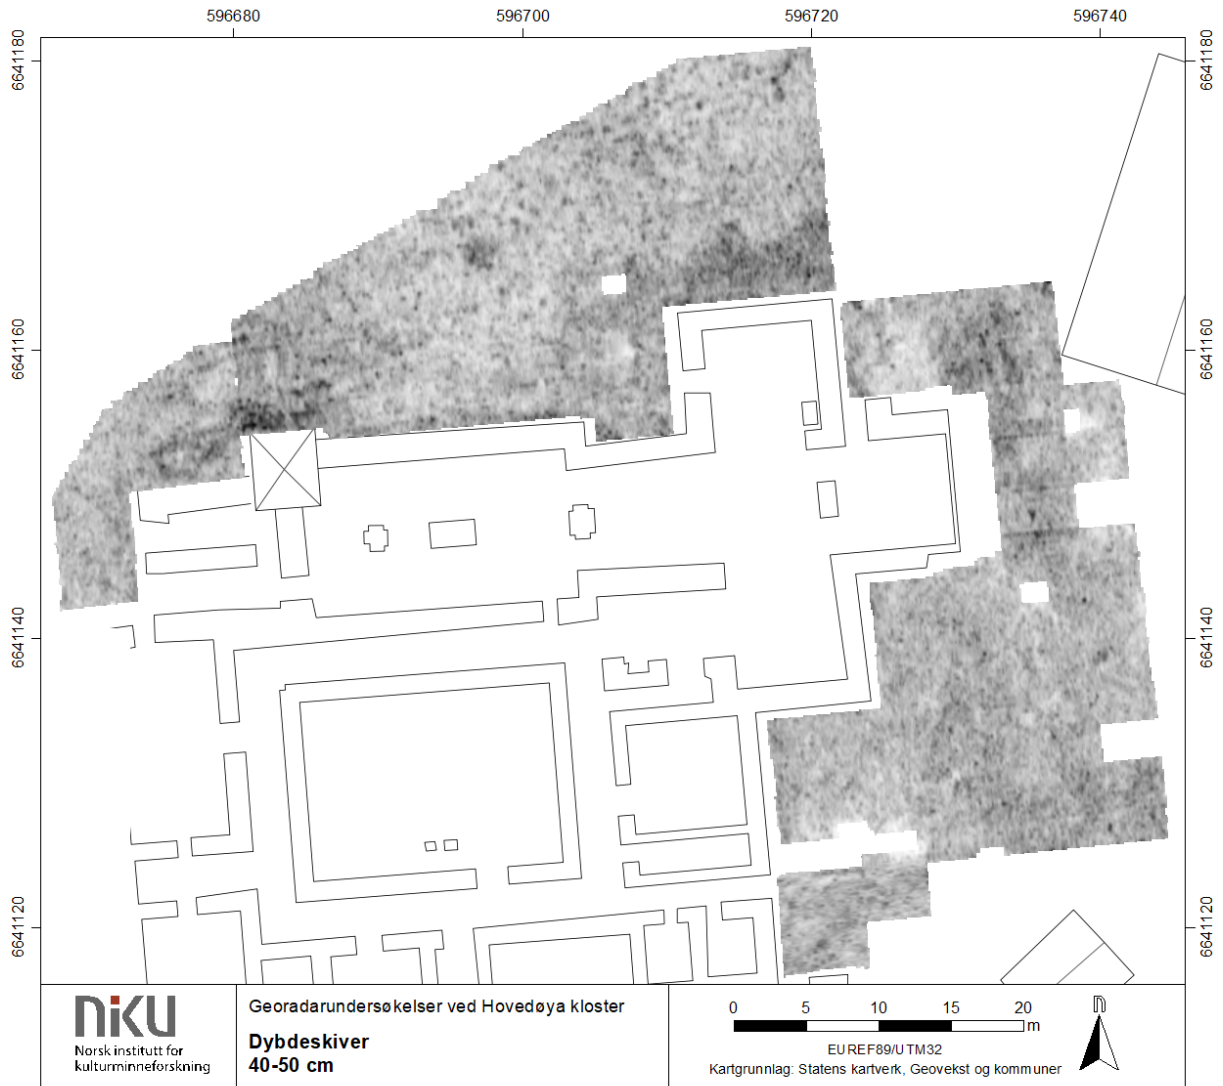 596680 596700 596720 596740
6641180 6641180
6641160 6641160
6641140 6641140
6641120 6641120
niKU
Norsk institutt for
kulturminneforskning
Georadarundersøkelser ved Hovedøya kloster
Dybdeskiver
40-50 cm
0 5 10 15 20
m
EUREF89/UTM32
Kartgrunnlag: Statens kartverk, Geovekst og kommuner
n